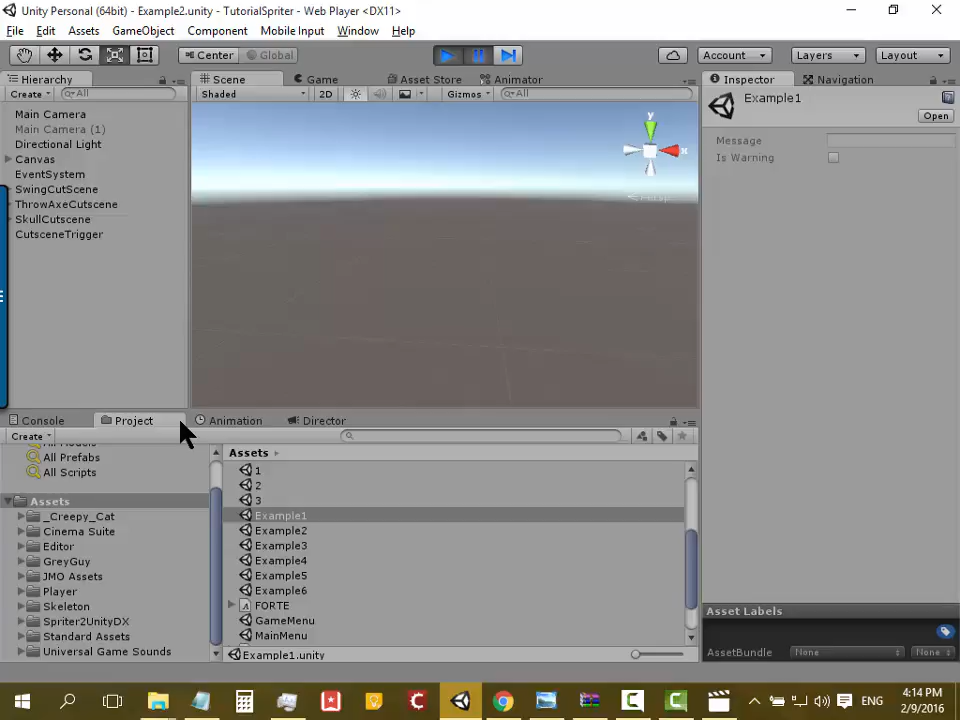 Unity Personal (64bit) - Example2.unity - TutorialSpriter - Web Player <DX11>
File Edit Assets GameObject Component Mobile Input Window Help
Center Global Account Layers Layout
Hierarchy Scene Game Asset Store Animator Inspector Navigation
Create All Shaded 2D Gizmos All
Example1
Open
Main Camera
Main Camera (1)
Directional Light
Canvas
EventSystem
SwingCutScene
ThrowAxeCutscene
SkullCutscene
CutsceneTrigger
y
x
Persp
Message
Is Warning
Console Project Animation Director
Create
All Prefabs
All Scripts
Assets
_Creepy_Cat
Cinema Suite
Editor
GreyGuy
JMO Assets
Player
Skeleton
Spriter2UnityDX
Standard Assets
Universal Game Sounds
Assets
1
2
3
Example1
Example2
Example3
Example4
Example5
Example6
FORTE
GameMenu
MainMenu
Example1.unity
Asset Labels
AssetBundle None None
ENG
4:14 PM
2/9/2016